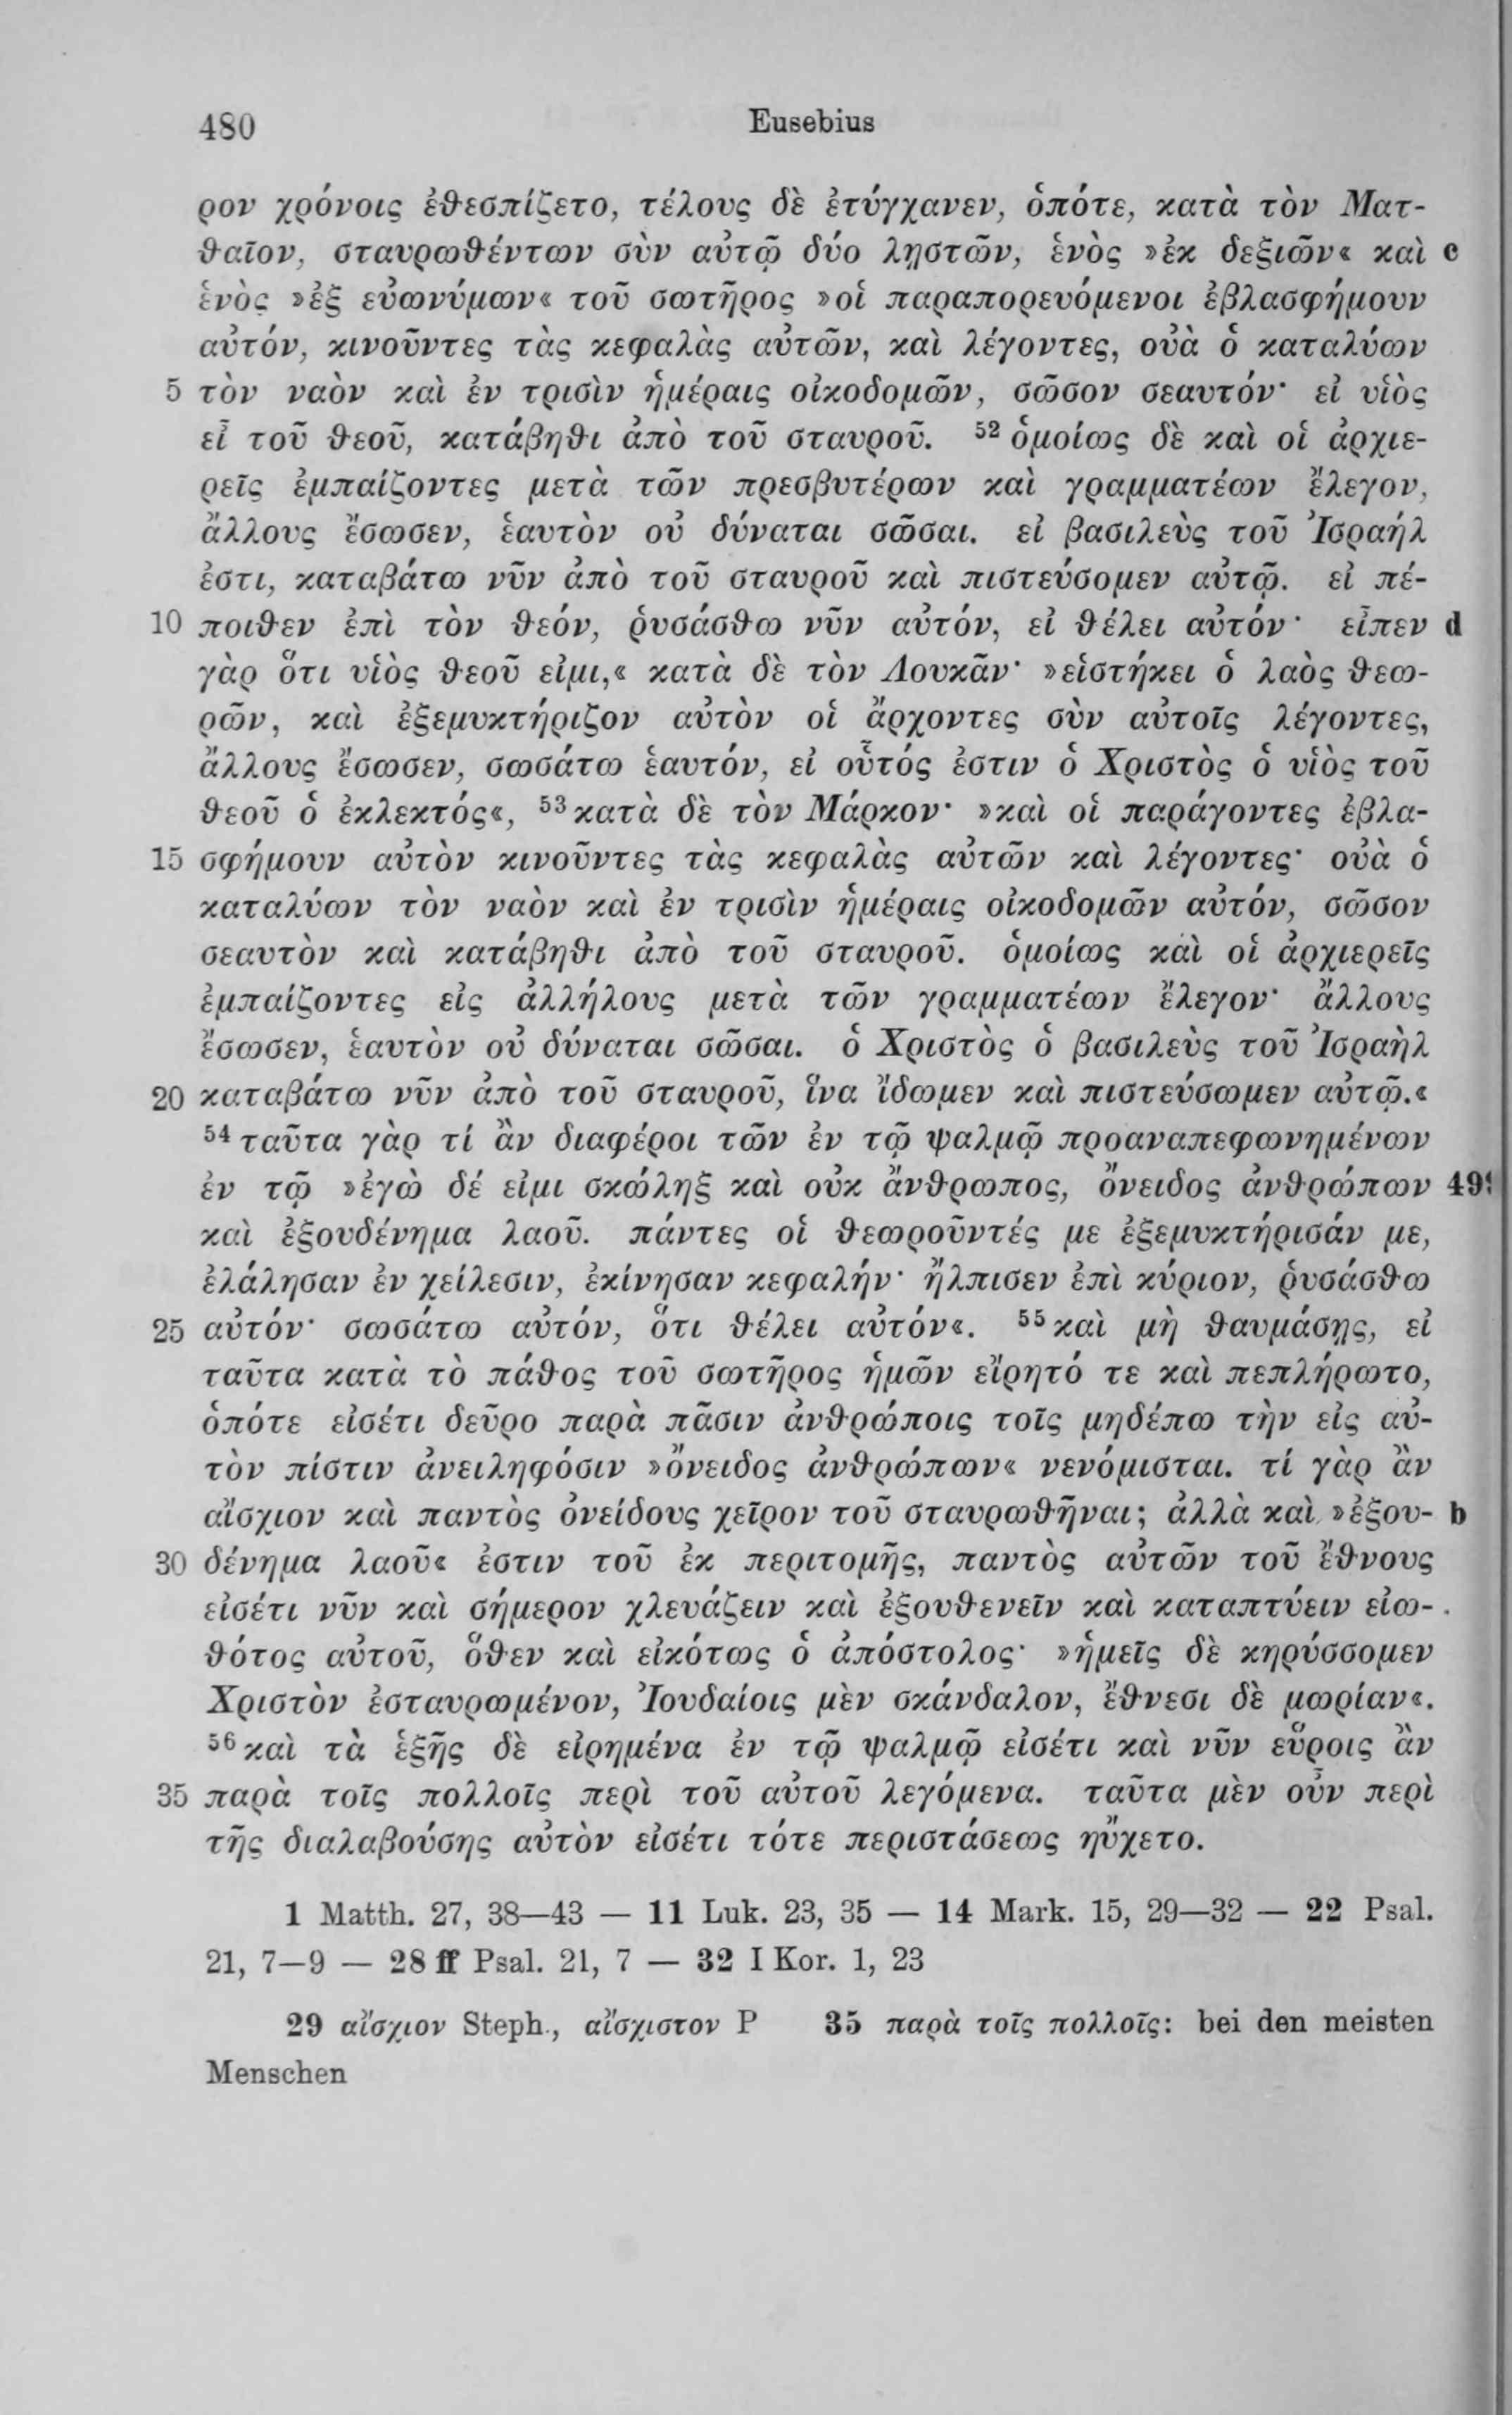 480 Eusebius
ρον χρόνοις ἐθεσπίζετο, τέλους δὲ ἐτύγχανεν, ὁπότε, κατὰ τὸν Ματ-
θαῖον, σταυρωθέντων σὺν αὐτῷ δύο λῃστῶν, ἑνὸς »ἐκ δεξιῶν« καὶ c
ἑνὸς »ἐξ εὐωνύμων« τοῦ σωτῆρος »οἱ παραπορευόμενοι ἐβλασφήμουν
αὐτόν, κινοῦντες τὰς κεφαλὰς αὐτῶν, καὶ λέγοντες, οὐὰ ὁ καταλύων
5 τὸν ναὸν καὶ ἐν τρισὶν ἡμέραις οἰκοδομῶν, σῶσον σεαυτόν· εἰ υἱὸς
εἶ τοῦ θεοῦ, κατάβηθι ἀπὸ τοῦ σταυροῦ. 52 ὁμοίως δὲ καὶ οἱ ἀρχιε-
ρεῖς ἐμπαίζοντες μετὰ τῶν πρεσβυτέρων καὶ γραμματέων ἔλεγον,
ἄλλους ἔσωσεν, ἑαυτὸν οὐ δύναται σῶσαι. εἰ βασιλεὺς τοῦ Ἰσραήλ
ἐστι, καταβάτω νῦν ἀπὸ τοῦ σταυροῦ καὶ πιστεύσομεν αὐτῷ. εἰ πέ-
10 ποιθεν ἐπὶ τὸν θεόν, ῥυσάσθω νῦν αὐτόν, εἰ θέλει αὐτόν· εἶπεν d
γὰρ ὅτι υἱὸς θεοῦ εἰμι,« κατὰ δὲ τὸν Λουκᾶν· »εἱστήκει ὁ λαὸς θεω-
ρῶν, καὶ ἐξεμυκτήριζον αὐτὸν οἱ ἄρχοντες σὺν αὐτοῖς λέγοντες,
ἄλλους ἔσωσεν, σωσάτω ἑαυτόν, εἰ οὗτός ἐστιν ὁ Χριστὸς ὁ υἱὸς τοῦ
θεοῦ ὁ ἐκλεκτός«, 53 κατὰ δὲ τὸν Μάρκον· »καὶ οἱ παράγοντες ἐβλα-
15 σφήμουν αὐτὸν κινοῦντες τὰς κεφαλὰς αὐτῶν καὶ λέγοντες· οὐὰ ὁ
καταλύων τὸν ναὸν καὶ ἐν τρισὶν ἡμέραις οἰκοδομῶν αὐτόν, σῶσον
σεαυτὸν καὶ κατάβηθι ἀπὸ τοῦ σταυροῦ. ὁμοίως καὶ οἱ ἀρχιερεῖς
ἐμπαίζοντες εἰς ἀλλήλους μετὰ τῶν γραμματέων ἔλεγον· ἄλλους
ἔσωσεν, ἑαυτὸν οὐ δύναται σῶσαι. ὁ Χριστὸς ὁ βασιλεὺς τοῦ Ἰσραὴλ
20 καταβάτω νῦν ἀπὸ τοῦ σταυροῦ, ἵνα ἴδωμεν καὶ πιστεύσωμεν αὐτῷ.«
54 ταῦτα γὰρ τί ἂν διαφέροι τῶν ἐν τῷ ψαλμῷ προαναπεφωνημένων
ἐν τῷ »ἐγὼ δέ εἰμι σκώληξ καὶ οὐκ ἄνθρωπος, ὄνειδος ἀνθρώπων
καὶ ἐξουδένημα λαοῦ. πάντες οἱ θεωροῦντές με ἐξεμυκτήρισάν με,
ἐλάλησαν ἐν χείλεσιν, ἐκίνησαν κεφαλήν· ἤλπισεν ἐπὶ κύριον, ῥυσάσθω
25 αὐτόν· σωσάτω αὐτόν, ὅτι θέλει αὐτόν«. 55 καὶ μὴ θαυμάσῃς, εἰ
ταῦτα κατὰ τὸ πάθος τοῦ σωτῆρος ἡμῶν εἴρητό τε καὶ πεπλήρωτο,
ὁπότε εἰσέτι δεῦρο παρὰ πᾶσιν ἀνθρώποις τοῖς μηδέπω τὴν εἰς αὐ-
τὸν πίστιν ἀνειληφόσιν »ὄνειδος ἀνθρώπων« νενόμισται. τί γὰρ ἂν
αἴσχιον καὶ παντὸς ὀνείδους χεῖρον τοῦ σταυρωθῆναι; ἀλλὰ καὶ »ἐξου- b
30 δένημα λαοῦ« ἐστιν τοῦ ἐκ περιτομῆς, παντὸς αὐτῶν τοῦ ἔθνους
εἰσέτι νῦν καὶ σήμερον χλευάζειν καὶ ἐξουθενεῖν καὶ καταπτύειν εἰω-
θότος αὐτοῦ, ὅθεν καὶ εἰκότως ὁ ἀπόστολος· »ἡμεῖς δὲ κηρύσσομεν
Χριστὸν ἐσταυρωμένον, Ἰουδαίοις μὲν σκάνδαλον, ἔθνεσι δὲ μωρίαν«.
56 καὶ τὰ ἑξῆς δὲ εἰρημένα ἐν τῷ ψαλμῷ εἰσέτι καὶ νῦν εὕροις ἂν
35 παρὰ τοῖς πολλοῖς περὶ τοῦ αὐτοῦ λεγόμενα. ταῦτα μὲν οὖν περὶ
τῆς διαλαβούσης αὐτὸν εἰσέτι τότε περιστάσεως ηὔχετο.
1 Matth. 27, 38—43 — 11 Luk. 23, 35 — 14 Mark. 15, 29—32 — 22 Psal.
21, 7—9 — 28 ff Psal. 21, 7 — 32 I Kor. 1, 23
29 αἴσχιον Steph., αἴσχιστον P 35 παρὰ τοῖς πολλοῖς: bei den meisten
Menschen